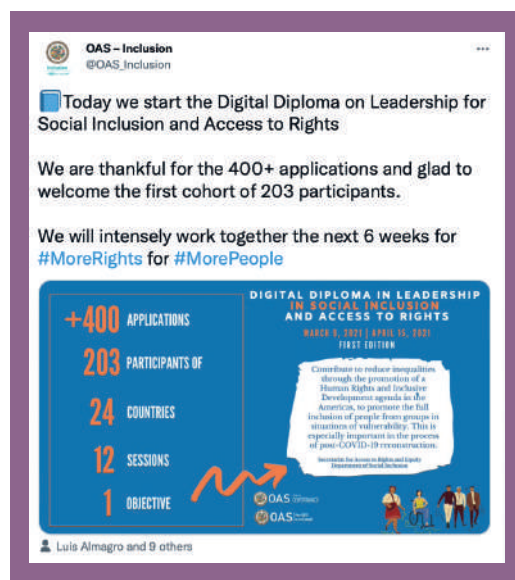 OAS – Inclusion
@OAS_Inclusion
Today we start the Digital Diploma on Leadership for
Social Inclusion and Access to Rights
We are thankful for the 400+ applications and glad to
welcome the first cohort of 203 participants.
We will intensely work together the next 6 weeks for
#MoreRights for #MorePeople
+400 APPLICATIONS
203 PARTICIPANTS OF
24 COUNTRIES
12 SESSIONS
1 OBJECTIVE
DIGITAL DIPLOMA IN LEADERSHIP
IN SOCIAL INCLUSION
AND ACCESS TO RIGHTS
MARCH 9, 2021 | APRIL 15, 2021
FIRST EDITION
Contribute to reduce inequalities
through the promotion of a
Human Rights and Inclusive
Development agenda in the
Americas, to promote the full
inclusion of people from groups in
situations of vulnerability. This is
especially important in the process
of post-COVID-19 reconstruction.
Secretariat for Access to Rights and Equity
Department of Social Inclusion
OAS
OAS
Luis Almagro and 9 others